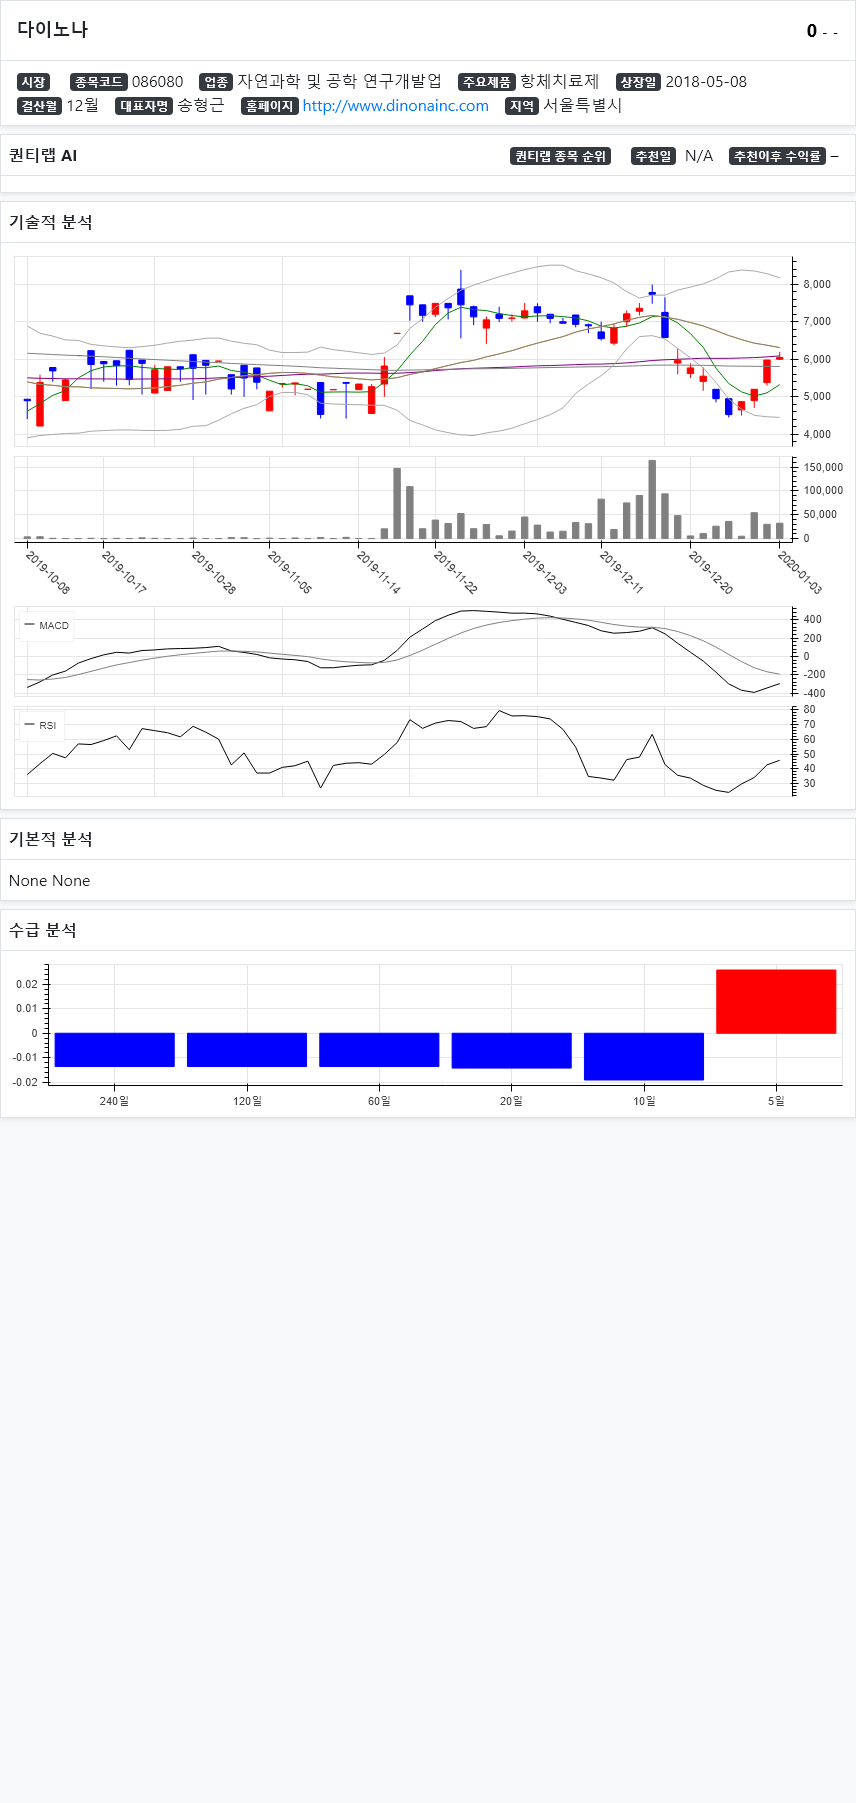 다이노나
0 - -
시장 종목코드 086080 업종 자연과학 및 공학 연구개발업 주요제품 항체치료제 상장일 2018-05-08
결산월 12월 대표자명 송형근 홈페이지 http://www.dinonainc.com 지역 서울특별시
퀀티랩 AI
퀀티랩 종목 순위 추천일 N/A 추천이후 수익률 –
기술적 분석
8,000
7,000
6,000
5,000
4,000
150,000
100,000
50,000
0
2019-10-08
2019-10-17
2019-10-28
2019-11-05
2019-11-14
2019-11-22
2019-12-03
2019-12-11
2019-12-20
2020-01-03
MACD
400
200
0
-200
-400
RSI
80
70
60
50
40
30
기본적 분석
None None
수급 분석
0.02
0.01
0
-0.01
-0.02
240일
120일
60일
20일
10일
5일